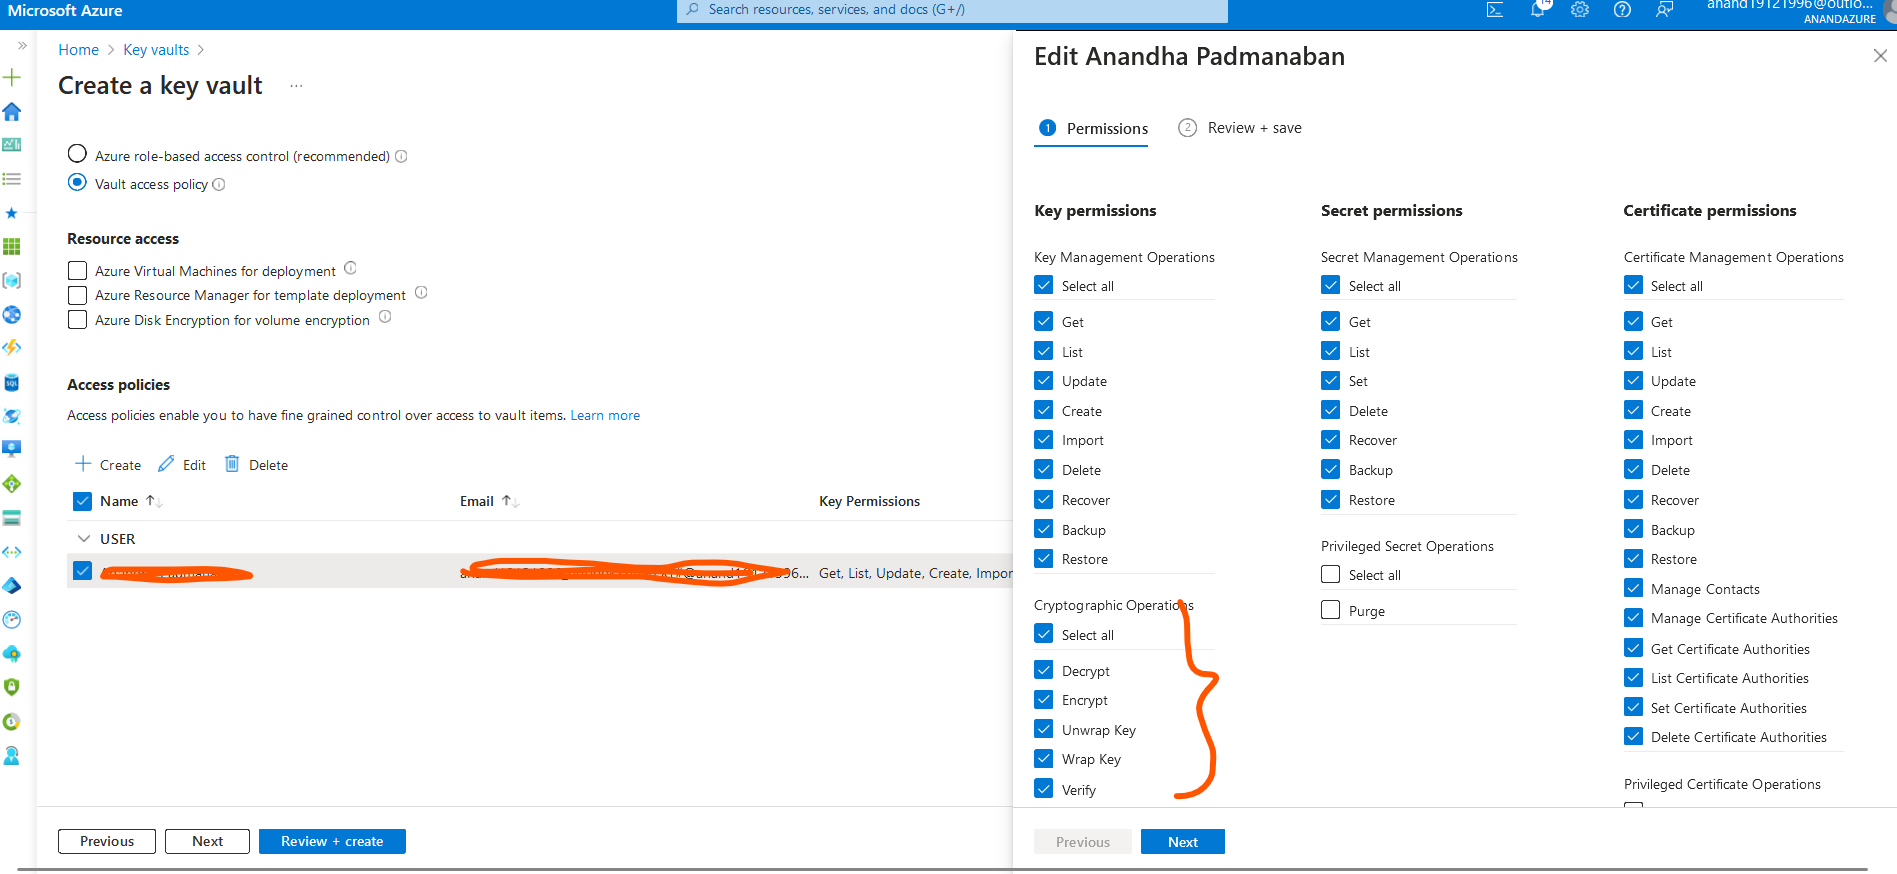 Microsoft Azure
Search resources, services, and docs (G+/)
14
ANANDAZURE
Home > Key vaults >
Create a key vault ...
Azure role-based access control (recommended)
Vault access policy
Resource access
Azure Virtual Machines for deployment
Azure Resource Manager for template deployment
Azure Disk Encryption for volume encryption
Access policies
Access policies enable you to have fine grained control over access to vault items. Learn more
Create Edit Delete
Name Email Key Permissions
USER
Get, List, Update, Create, Impor
Previous Next Review + create
Edit Anandha Padmanaban
1 Permissions 2 Review + save
Key permissions
Key Management Operations
Select all
Get
List
Update
Create
Import
Delete
Recover
Backup
Restore
Cryptographic Operations
Select all
Decrypt
Encrypt
Unwrap Key
Wrap Key
Verify
Secret permissions
Secret Management Operations
Select all
Get
List
Set
Delete
Recover
Backup
Restore
Privileged Secret Operations
Select all
Purge
Certificate permissions
Certificate Management Operations
Select all
Get
List
Update
Create
Import
Delete
Recover
Backup
Restore
Manage Contacts
Manage Certificate Authorities
Get Certificate Authorities
List Certificate Authorities
Set Certificate Authorities
Delete Certificate Authorities
Privileged Certificate Operations
Previous Next